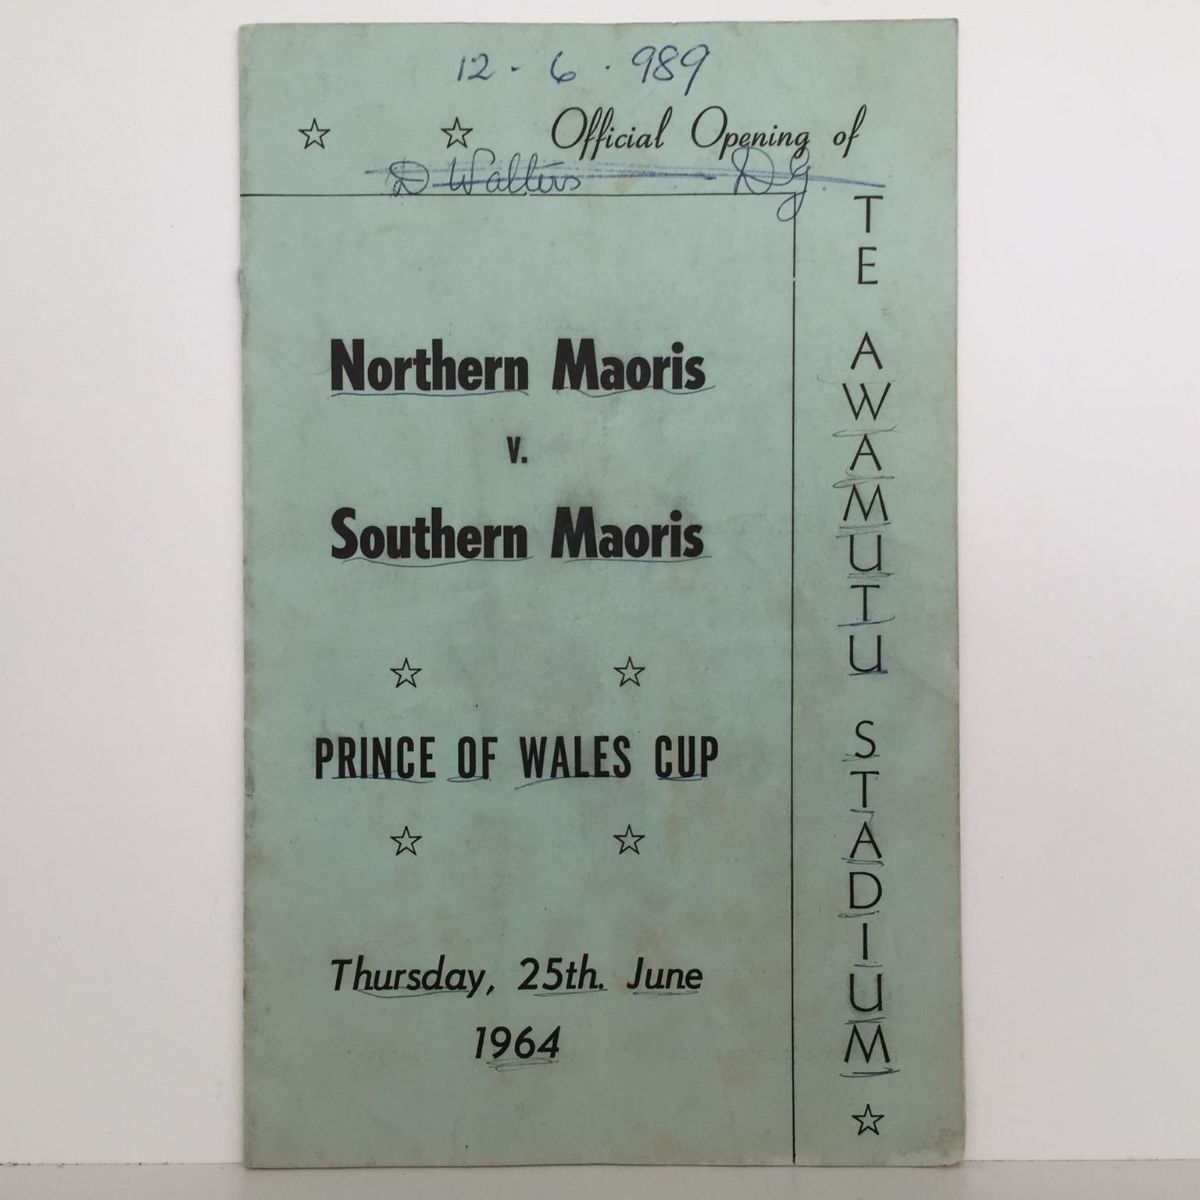 12 - 6 . 989
Official Opening of
D Walters D G.
TE AWAMUTU STADIUM
Northern Maoris
v.
Southern Maoris
PRINCE OF WALES CUP
Thursday, 25th. June
1964